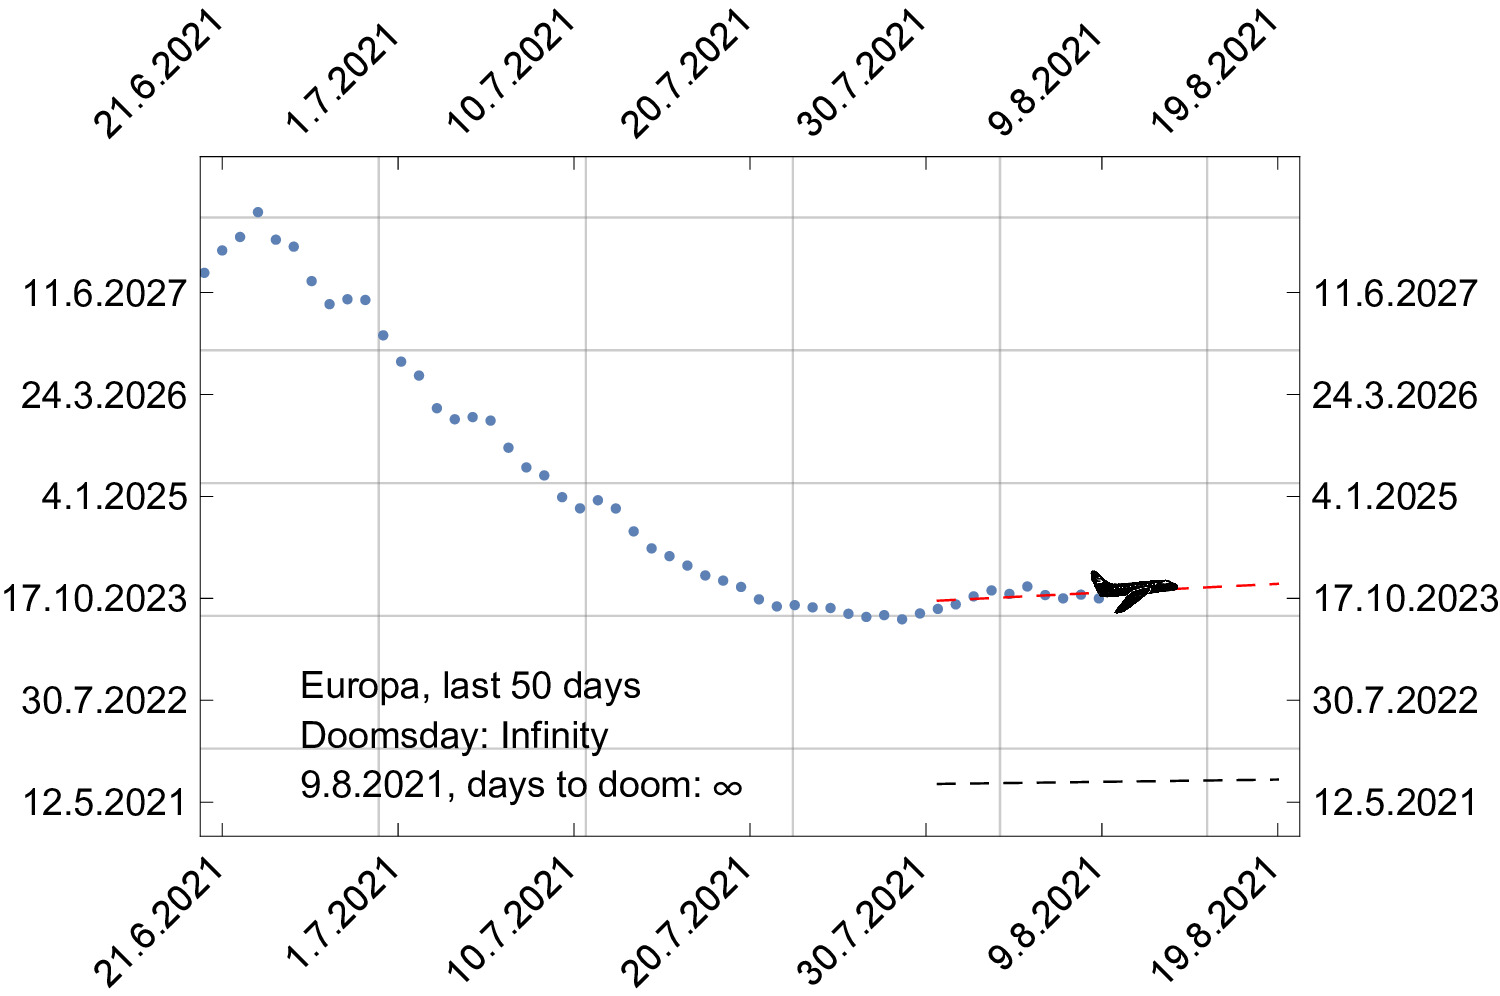 21.6.2021 1.7.2021 10.7.2021 20.7.2021 30.7.2021 9.8.2021 19.8.2021
11.6.2027 11.6.2027
24.3.2026 24.3.2026
4.1.2025 4.1.2025
17.10.2023 17.10.2023
Europa, last 50 days
30.7.2022 30.7.2022
Doomsday: Infinity
9.8.2021, days to doom: ∞
12.5.2021 12.5.2021
21.6.2021 1.7.2021 10.7.2021 20.7.2021 30.7.2021 9.8.2021 19.8.2021